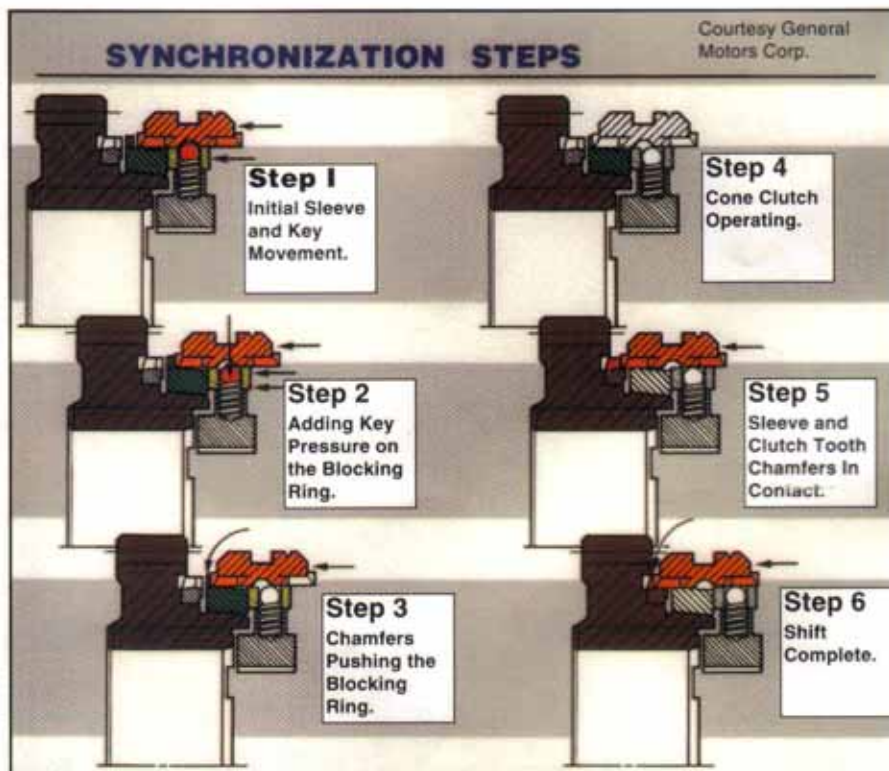 SYNCHRONIZATION STEPS
Courtesy General
Motors Corp.
Step 1
Initial Sleeve
and Key
Movement.
Step 2
Adding Key
Pressure on
the Blocking
Ring.
Step 3
Chamfers
Pushing the
Blocking
Ring.
Step 4
Cone Clutch
Operating.
Step 5
Sleeve and
Clutch Tooth
Chamfers In
Contact.
Step 6
Shift
Complete.